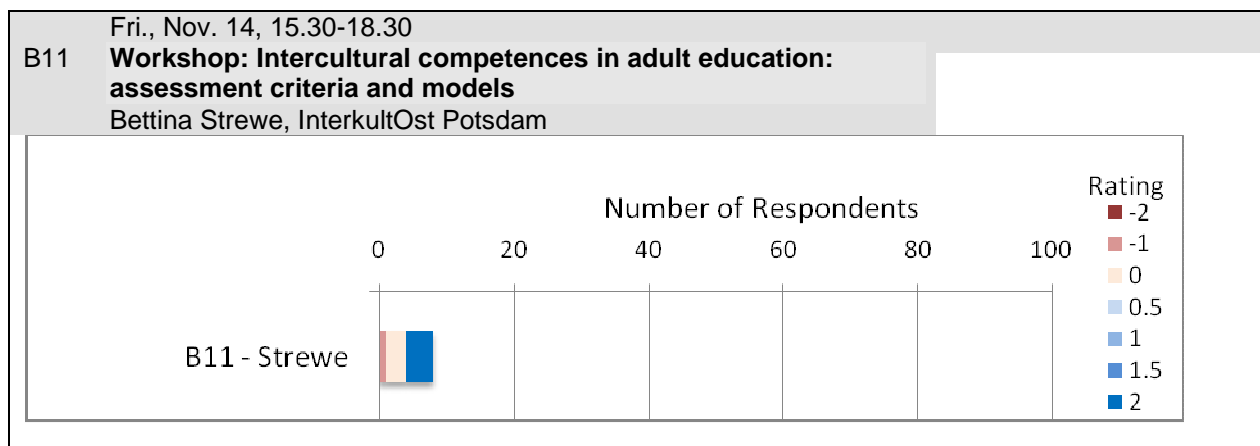 Fri., Nov. 14, 15.30-18.30
B11 Workshop: Intercultural competences in adult education:
assessment criteria and models
Bettina Strewe, InterkultOst Potsdam
Number of Respondents
0 20 40 60 80 100
B11 - Strewe
Rating
-2
-1
0
0.5
1
1.5
2